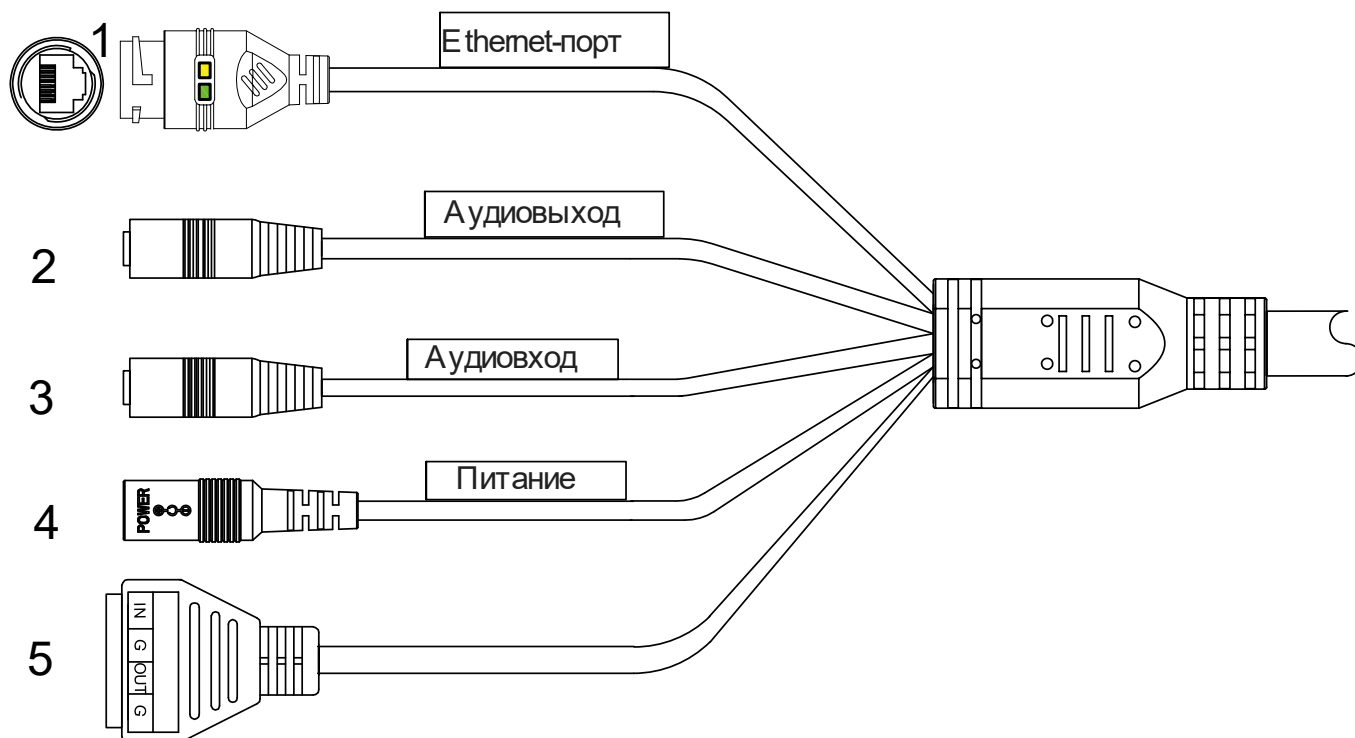 1
Ethernet-порт
2
Аудиовыход
3
Аудиовход
4
POWER
Питание
5
IN
G
OUT
G